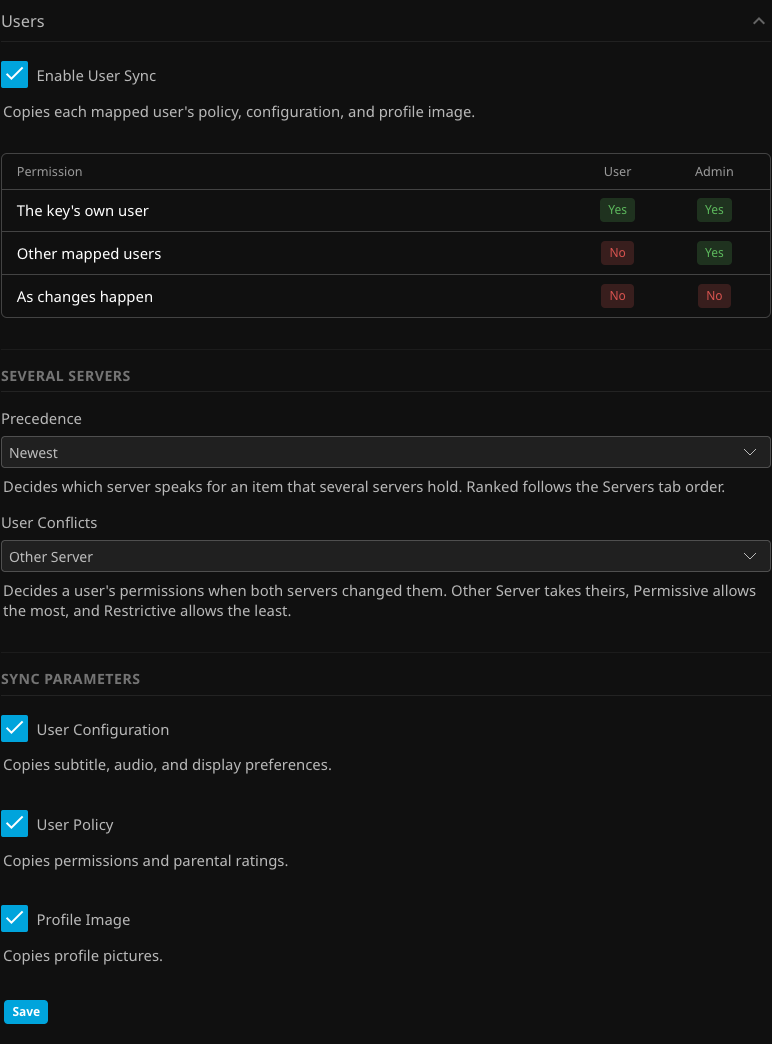 Users
Enable User Sync
Copies each mapped user's policy, configuration, and profile image.
Permission User Admin
The key's own user Yes Yes
Other mapped users No Yes
As changes happen No No
SEVERAL SERVERS
Precedence
Newest
Decides which server speaks for an item that several servers hold. Ranked follows the Servers tab order.
User Conflicts
Other Server
Decides a user's permissions when both servers changed them. Other Server takes theirs, Permissive allows
the most, and Restrictive allows the least.
SYNC PARAMETERS
User Configuration
Copies subtitle, audio, and display preferences.
User Policy
Copies permissions and parental ratings.
Profile Image
Copies profile pictures.
Save